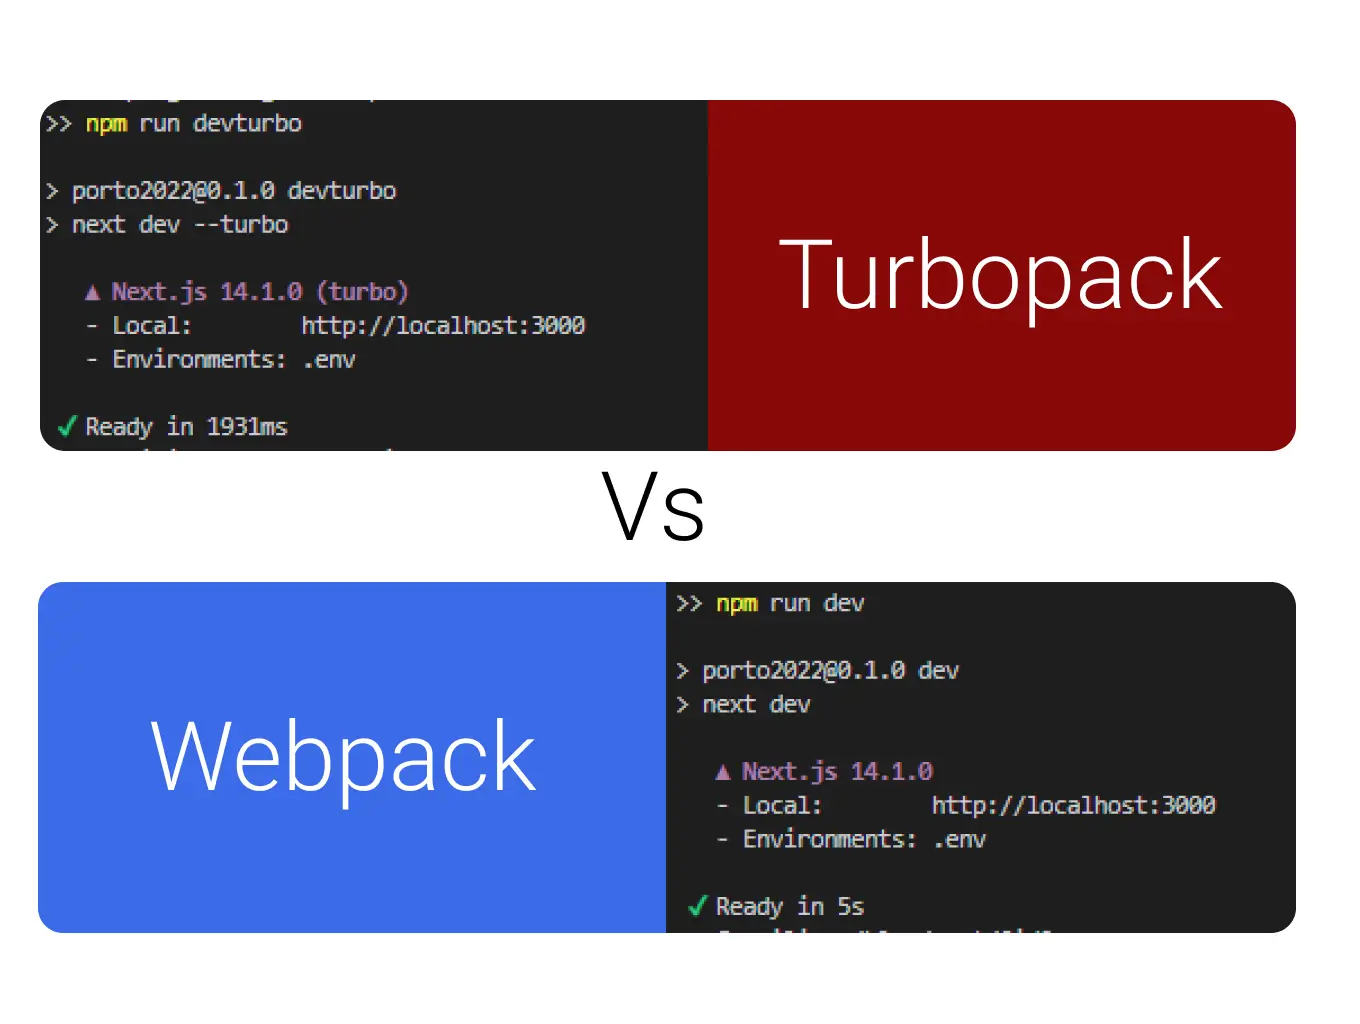 >> npm run devturbo
> porto2022@0.1.0 devturbo
> next dev --turbo
▲ Next.js 14.1.0 (turbo)
- Local: http://localhost:3000
- Environments: .env
✓ Ready in 1931ms
Turbopack
Vs
Webpack
>> npm run dev
> porto2022@0.1.0 dev
> next dev
▲ Next.js 14.1.0
- Local: http://localhost:3000
- Environments: .env
✓ Ready in 5s